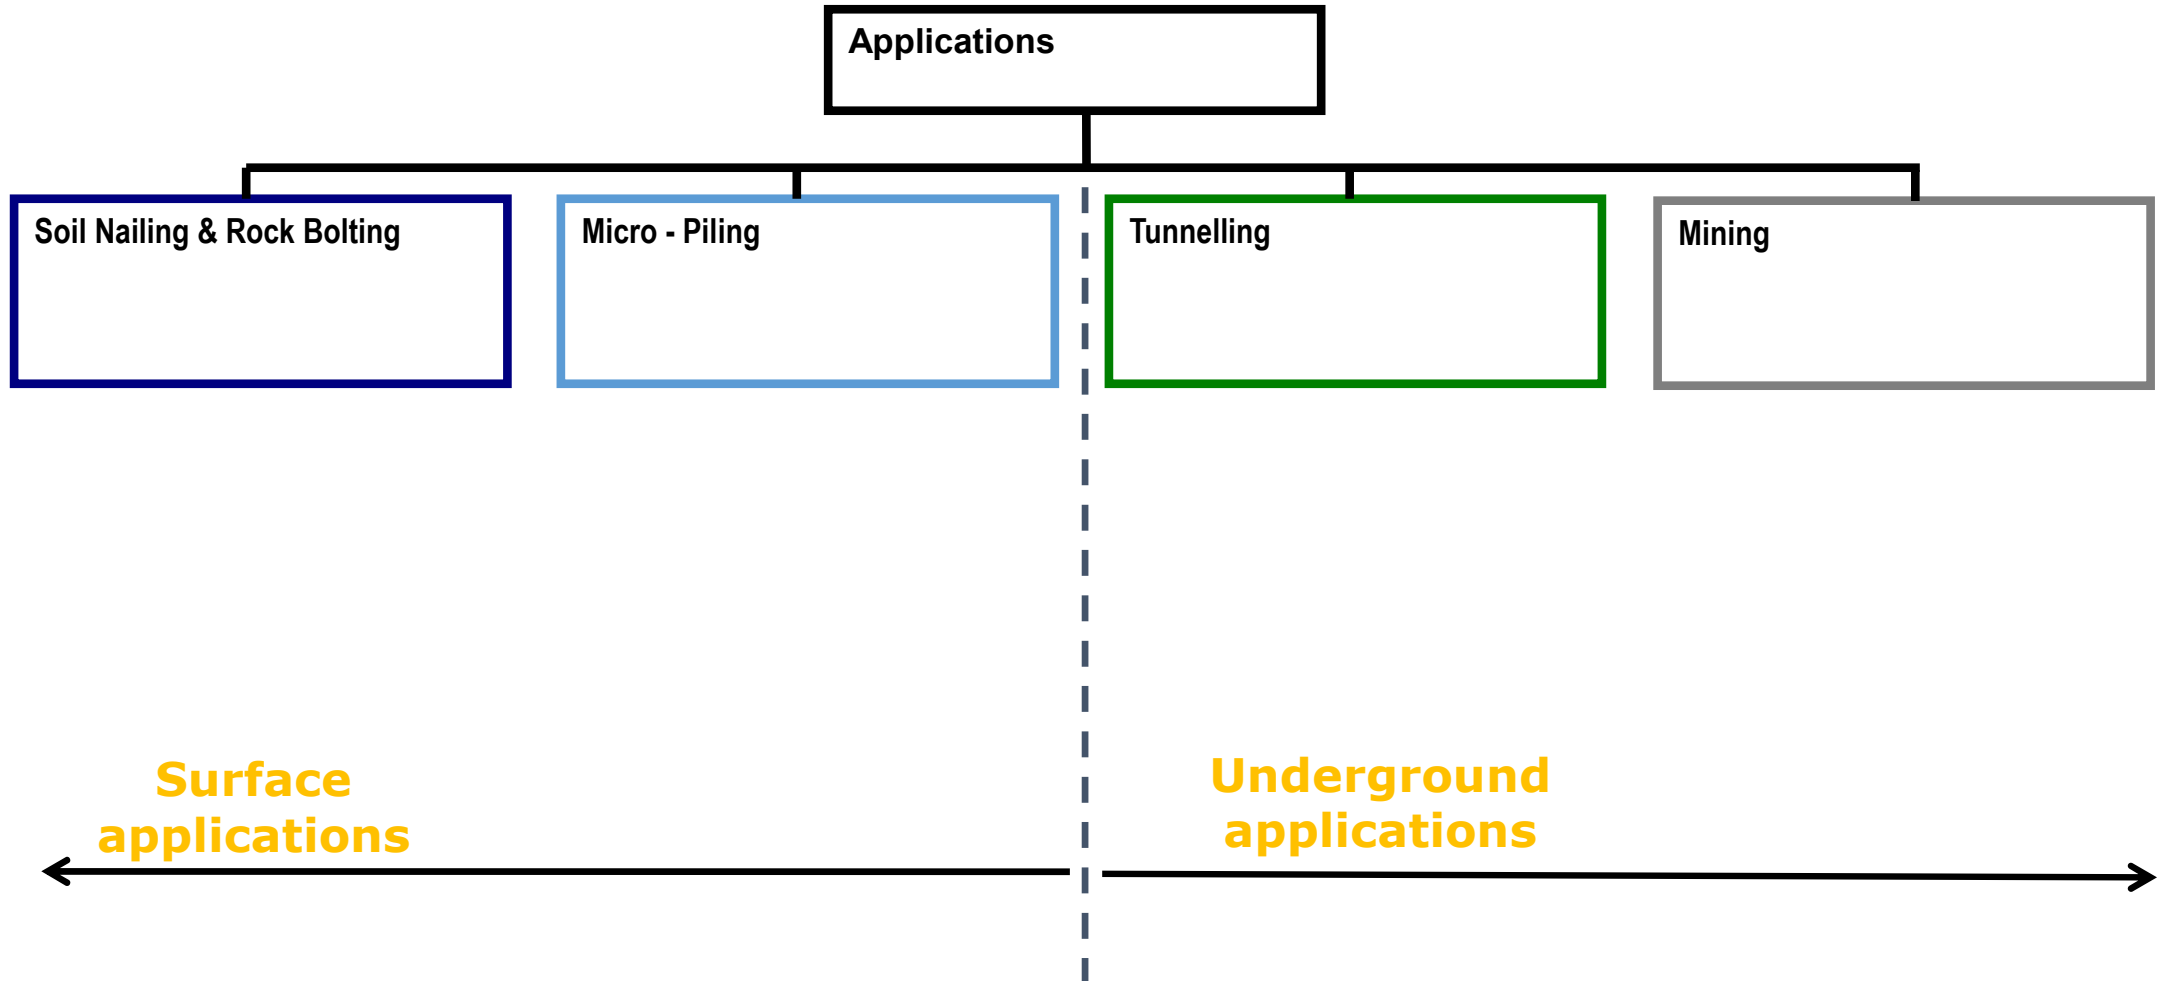 Applications
Soil Nailing & Rock Bolting
Micro - Piling
Tunnelling
Mining
Surface
applications
Underground
applications